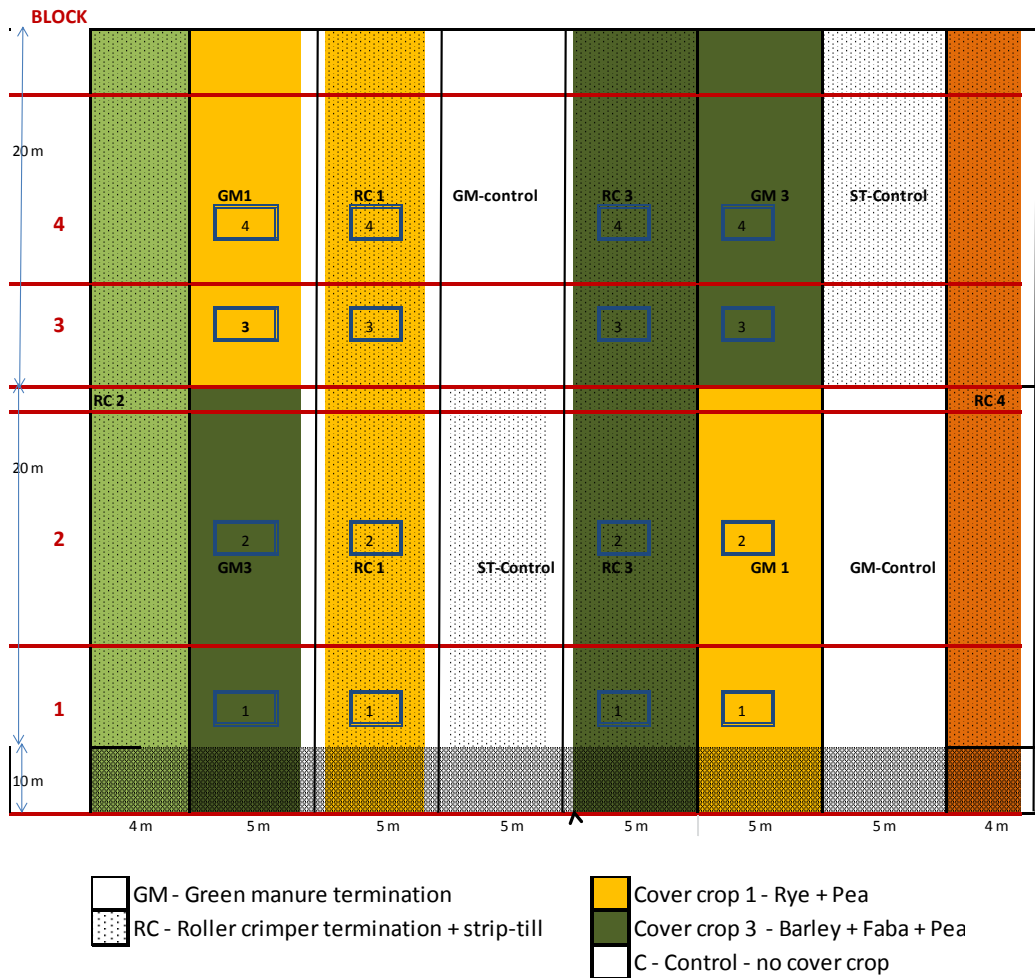 BLOCK
20 m
GM1 RC 1 GM-control RC 3 GM 3 ST-Control
4 4 4 4 4
3 3 3 3 3
RC 2 RC 4
20 m
2 2 2 2 2
GM3 RC 1 ST-Control RC 3 GM 1 GM-Control
1 1 1 1 1
10 m
4 m 5 m 5 m 5 m 5 m 5 m 5 m 4 m
GM - Green manure termination
RC - Roller crimper termination + strip-till
Cover crop 1 - Rye + Pea
Cover crop 3 - Barley + Faba + Pea
C - Control - no cover crop